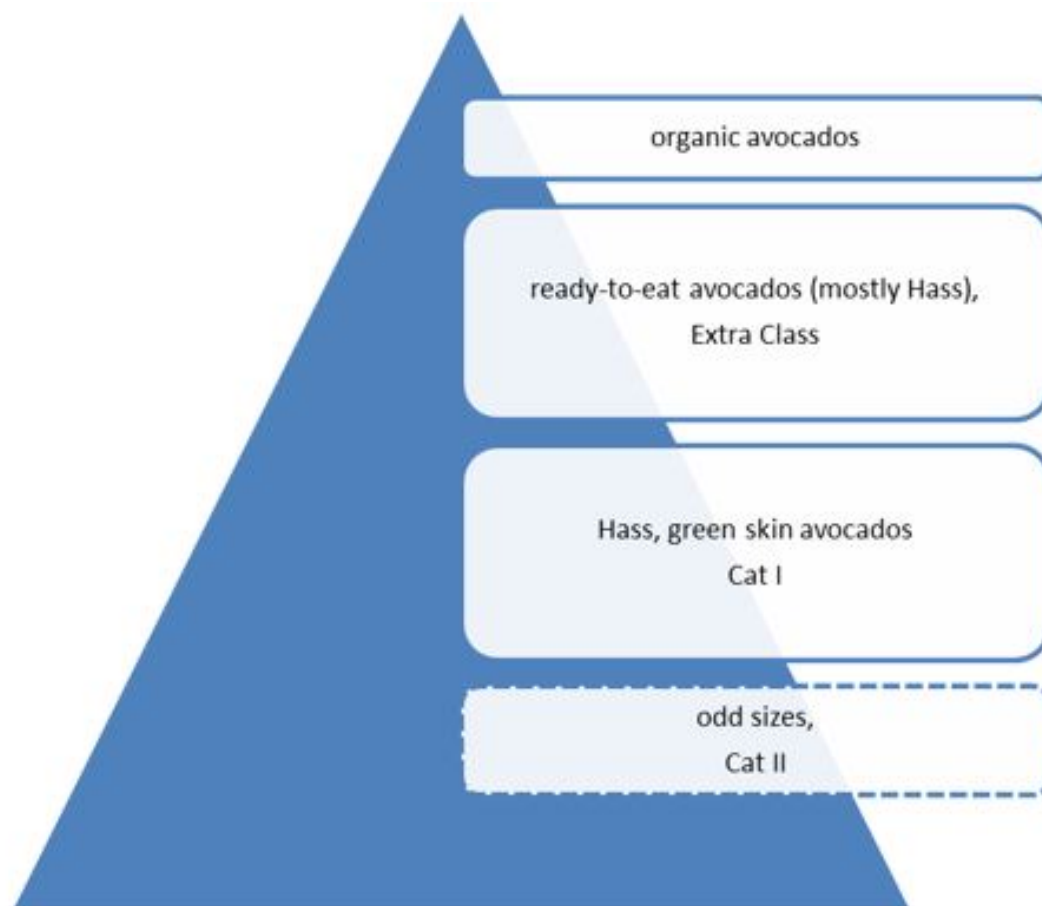 organic avocados
ready-to-eat avocados (mostly Hass),
Extra Class
Hass, green skin avocados
Cat I
odd sizes,
Cat II